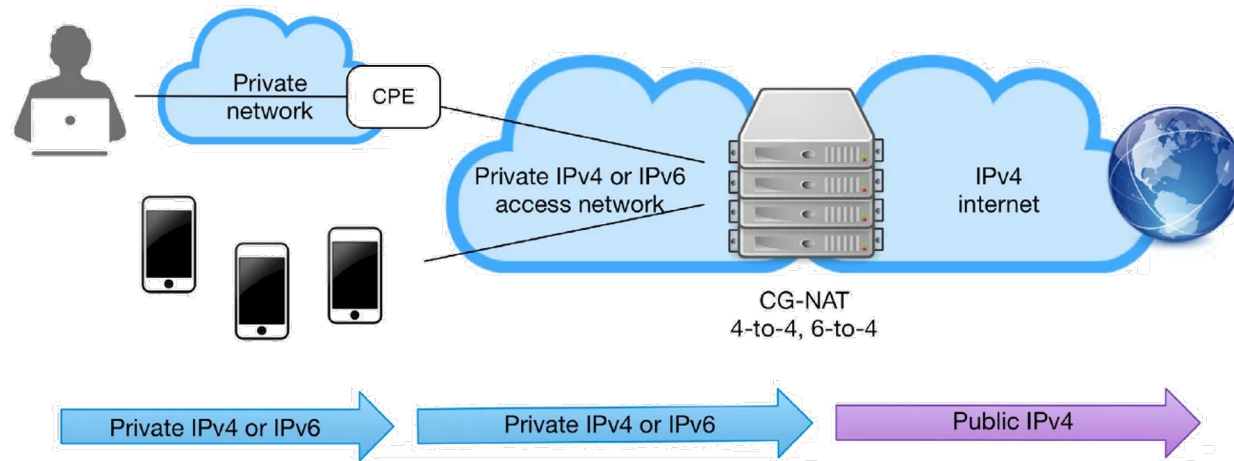 Private
network
CPE
Private IPv4 or IPv6
access network
IPv4
internet
CG-NAT
4-to-4, 6-to-4
Private IPv4 or IPv6
Private IPv4 or IPv6
Public IPv4